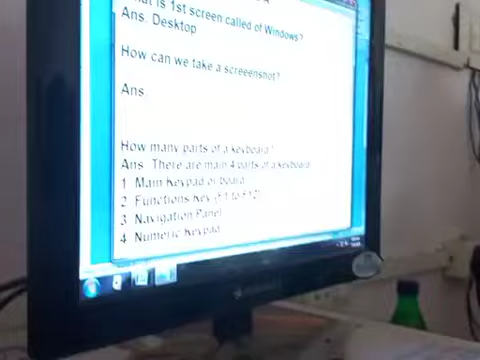 is 1st screen called of Windows?
Ans. Desktop
How can we take a screeenshot?
Ans.
How many parts of a keyboard?
Ans. There are main 4 parts of a keyboard
1 Main Keypad or board
2 Functions Key (F1 to F12)
3 Navigation Panel
4 Numeric Keypad